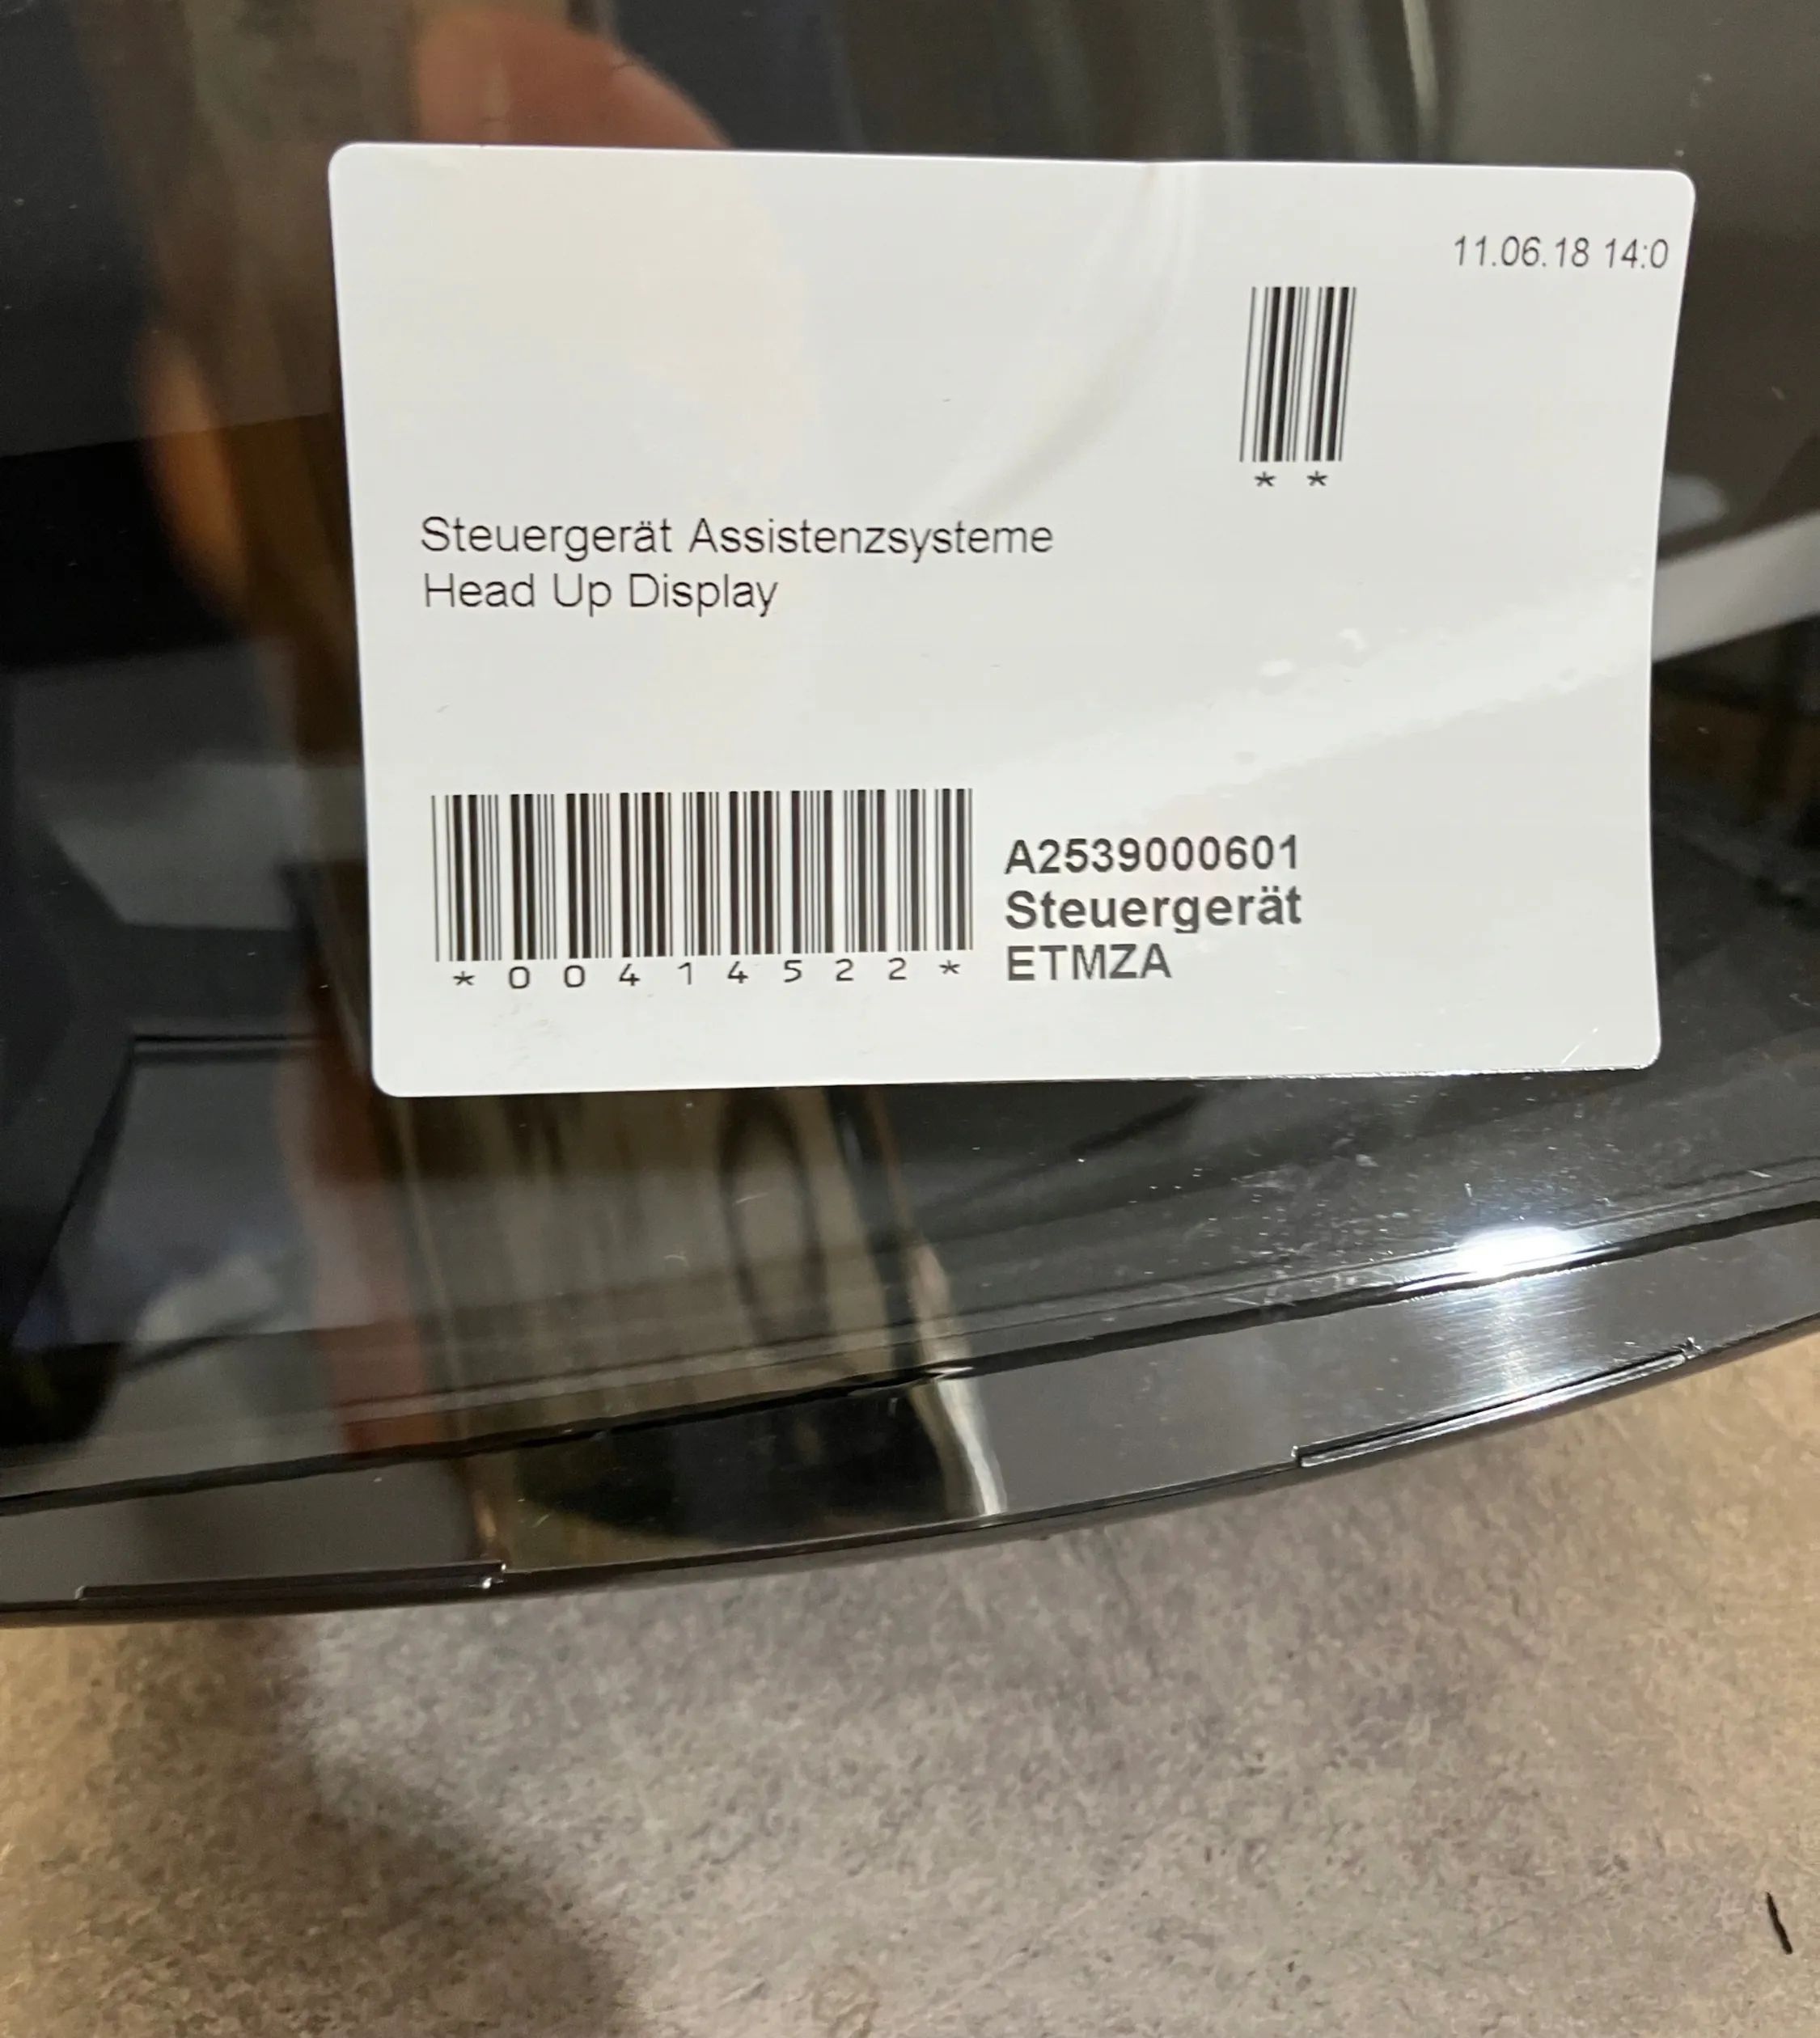 11.06.18 14:0
* *
Steuergerät Assistenzsysteme
Head Up Display
A2539000601
Steuergerät
*00414522*
ETMZA